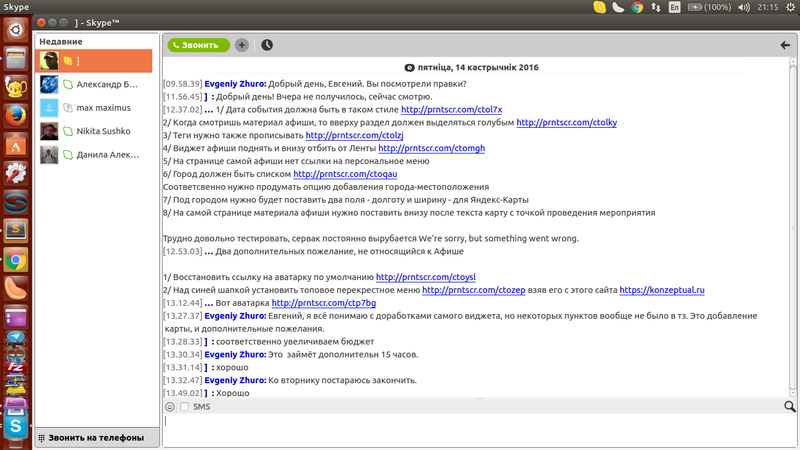 Skype
En
(100%)
21:15
] - Skype™
Недавние
]
Александр Б...
max maximus
Nikita Sushko
Данила Алек...
Звонить на телефоны
Звонить
пятніца, 14 кастрычнік 2016
[09.58.39] Evgeniy Zhuro: Добрый день, Евгений. Вы посмотрели правки?
[11.56.45] ] : Добрый день! Вчера не получилось, сейчас смотрю.
[12.37.02] ... 1/ Дата события должна быть в таком стиле http://prntscr.com/ctol7x
2/ Когда смотришь материал афиши, то вверху раздел должен выделяться голубым http://prntscr.com/ctolky
3/ Теги нужно также прописывать http://prntscr.com/ctolzj
4/ Виджет афиши поднять и внизу отбить от Ленты http://prntscr.com/ctomgh
5/ На странице самой афиши нет ссылки на персональное меню
6/ Город должен быть списком http://prntscr.com/ctoqau
Соответсвенно нужно продумать опцию добавления города-местоположения
7/ Под городом нужно будет поставить два поля - долготу и ширину - для Яндекс-Карты
8/ На самой странице материала афиши нужно поставить внизу после текста карту с точкой проведения мероприятия
Трудно довольно тестировать, сервак постоянно вырубается We're sorry, but something went wrong.
[12.53.03] ... Два дополнительных пожелание, не относящийся к Афише
1/ Восстановить ссылку на аватарку по умолчанию http://prntscr.com/ctoysl
2/ Над синей шапкой установить топовое перекрестное меню http://prntscr.com/ctozep взяв его с этого сайта https://konzeptual.ru
[13.12.44] ... Вот аватарка http://prntscr.com/ctp7bg
[13.27.37] Evgeniy Zhuro: Евгений, я всё понимаю с доработками самого виджета, но некоторых пунктов вообще не было в тз. Это добавление
карты, и дополнительные пожелания.
[13.28.33] ] : соответственно увеличиваем бюджет
[13.30.34] Evgeniy Zhuro: Это займёт дополнительн 15 часов.
[13.31.14] ] : хорошо
[13.32.47] Evgeniy Zhuro: Ко вторнику постараюсь закончить.
[13.49.02] ] : Хорошо
SMS